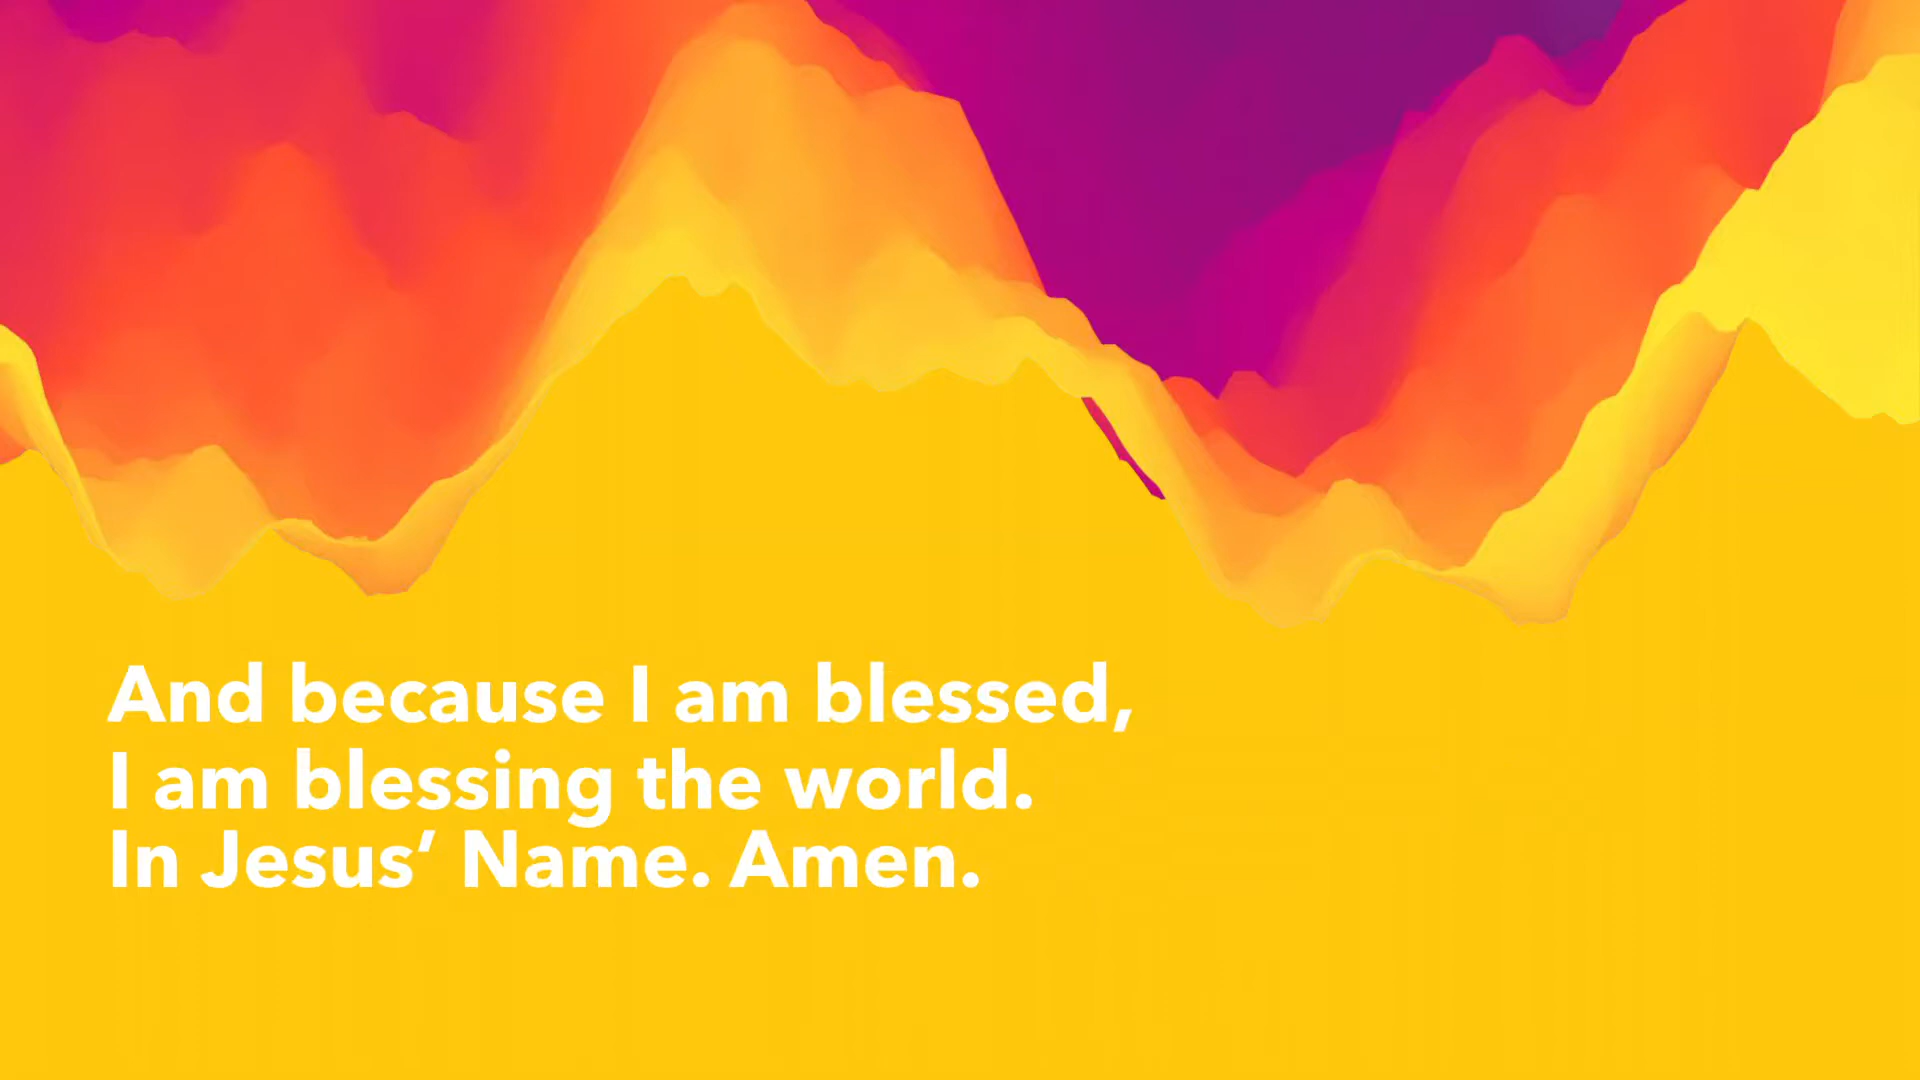 And because I am blessed,
I am blessing the world.
In Jesus’ Name. Amen.